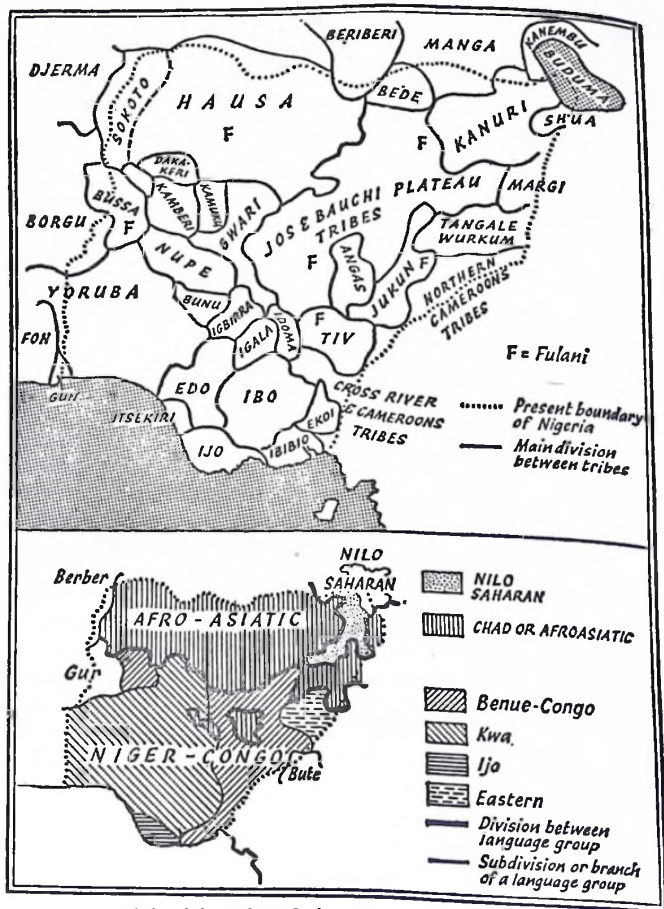 BERIBERI
MANGA
KANEMBU
BUDUMA
DJERMA
SOKOTO
HAUSA
F
BEDE
F
KANURI
SHUA
DAKA-
KERI
KAMBERI
KAMUKU
GWARI
BUSSA
F
BORGU
NUPE
JOS & BAUCHI
TRIBES
F
PLATEAU
MARGI
TANGALE
WURKUM
ANGAS
JUKUN
F
NORTHERN
CAMEROONS
TRIBES
YORUBA
BUNU
IGBIRRA
IGALA
IDOMA
F
TIV
FON
GUN
EDO
IBO
ITSEKIRI
IJO
IBIBIO
EKOI
CROSS RIVER
& CAMEROONS
TRIBES
F = Fulani
Present boundary
of Nigeria
Main division
between tribes
Berber
AFRO-ASIATIC
NILO
SAHARAN
Gur
NIGER-CONGO
Bute
NILO
SAHARAN
CHAD OR AFROASIATIC
Benue-Congo
Kwa
Ijo
Eastern
Division between
language group
Subdivision or branch
of a language group